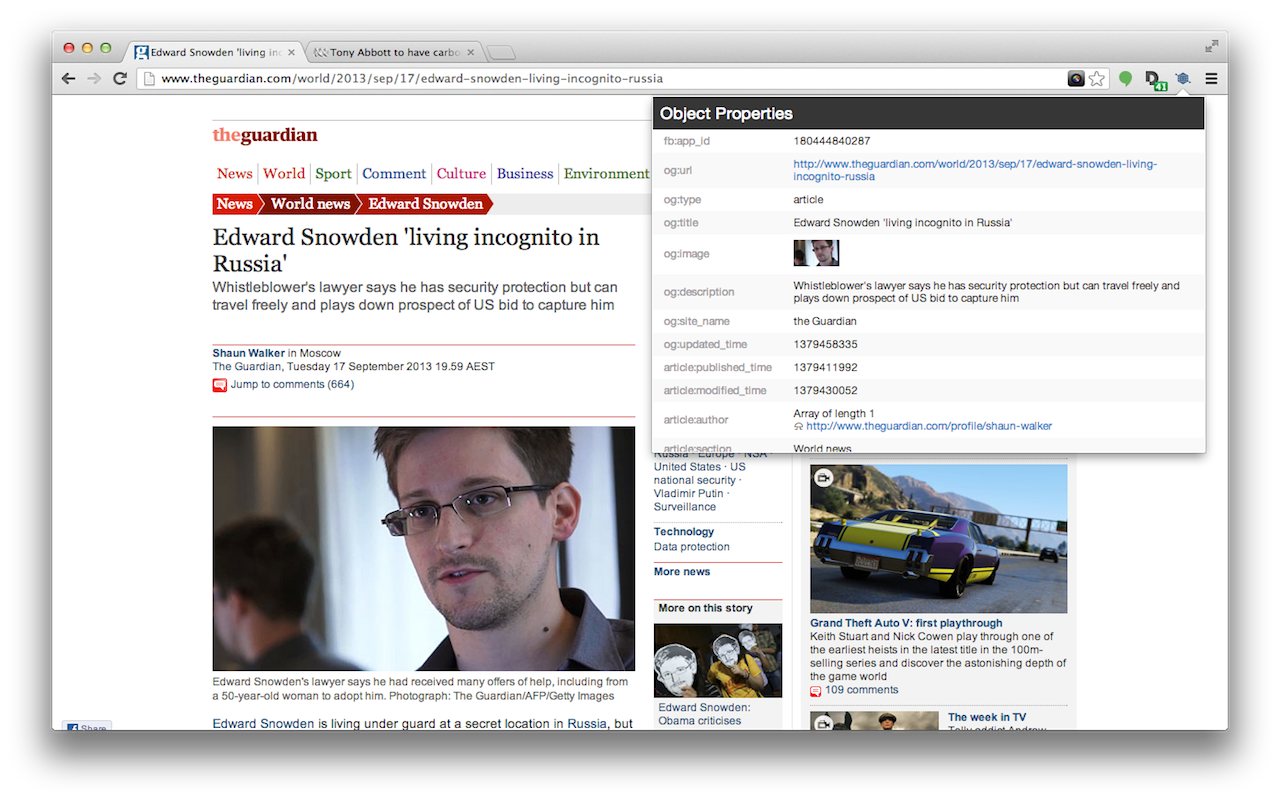 Edward Snowden 'living inc
Tony Abbott to have carbo
www.theguardian.com/world/2013/sep/17/edward-snowden-living-incognito-russia
41
theguardian
News World Sport Comment Culture Business Environment
News World news Edward Snowden
Edward Snowden 'living incognito in
Russia'
Whistleblower's lawyer says he has security protection but can
travel freely and plays down prospect of US bid to capture him
Shaun Walker in Moscow
The Guardian, Tuesday 17 September 2013 19.59 AEST
Jump to comments (664)
Edward Snowden's lawyer says he had received many offers of help, including from
a 50-year-old woman to adopt him. Photograph: The Guardian/AFP/Getty Images
Edward Snowden is living under guard at a secret location in Russia, but
Share
Object Properties
fb:app_id 180444840287
og:url http://www.theguardian.com/world/2013/sep/17/edward-snowden-living-
incognito-russia
og:type article
og:title Edward Snowden 'living incognito in Russia'
og:image
og:description Whistleblower's lawyer says he has security protection but can travel freely and
plays down prospect of US bid to capture him
og:site_name the Guardian
og:updated_time 1379458335
article:published_time 1379411992
article:modified_time 1379430052
article:author Array of length 1
http://www.theguardian.com/profile/shaun-walker
article:section World news
Russia · Europe · NSA ·
United States · US
national security ·
Vladimir Putin ·
Surveillance
Technology
Data protection
More news
More on this story
Edward Snowden:
Obama criticises
Grand Theft Auto V: first playthrough
Keith Stuart and Nick Cowen play through one of
the earliest heists in the latest title in the 100m-
selling series and discover the astonishing depth of
the game world
109 comments
The week in TV
Telly addict Andrew